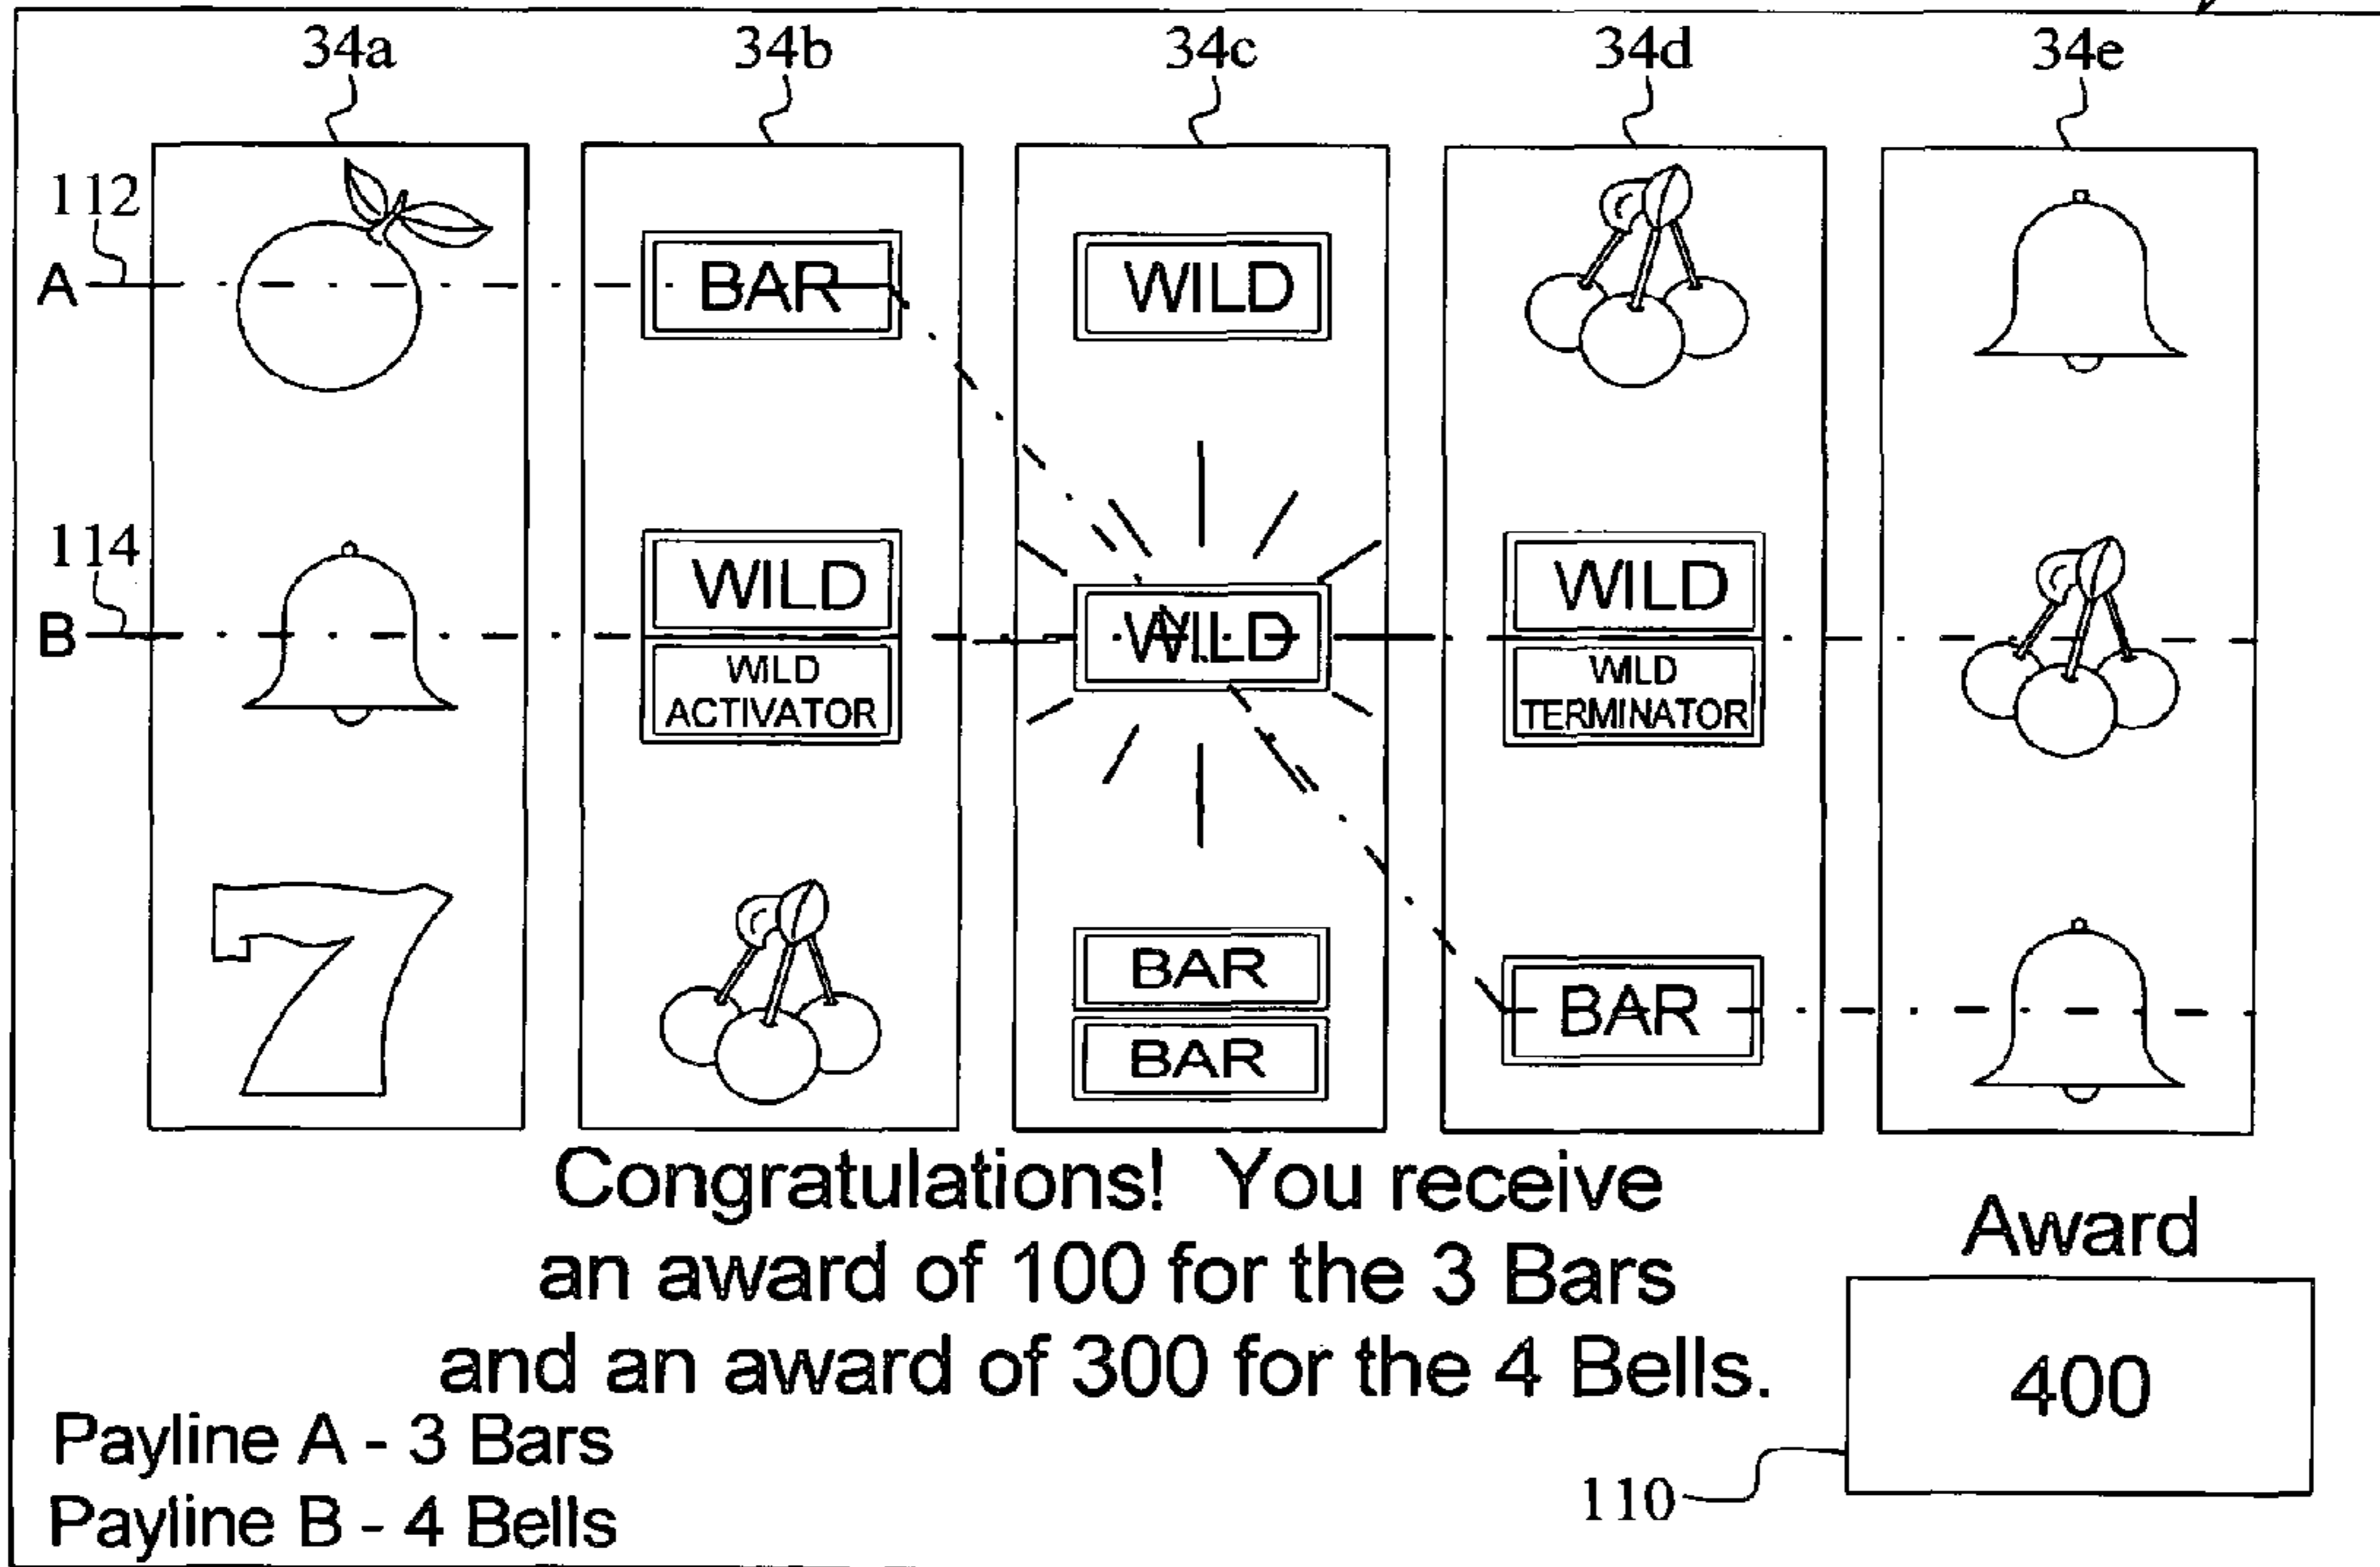 34a 34b 34c 34d 34e
112
A BAR WILD
114
B WILD WILD WILD
WILD ACTIVATOR WILD TERMINATOR
7 BAR
BAR BAR
Congratulations! You receive
an award of 100 for the 3 Bars
and an award of 300 for the 4 Bells.
Award
400
110
Payline A - 3 Bars
Payline B - 4 Bells